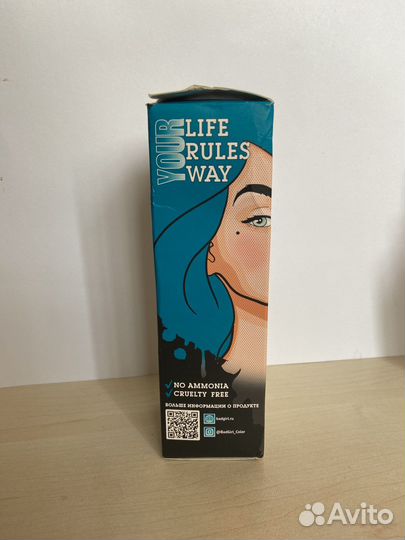 YOUR
LIFE
RULES
WAY
NO AMMONIA
CRUELTY FREE
БОЛЬШЕ ИНФОРМАЦИИ О ПРОДУКТЕ
badgirl.ru
@BadGirl_Color
Avito